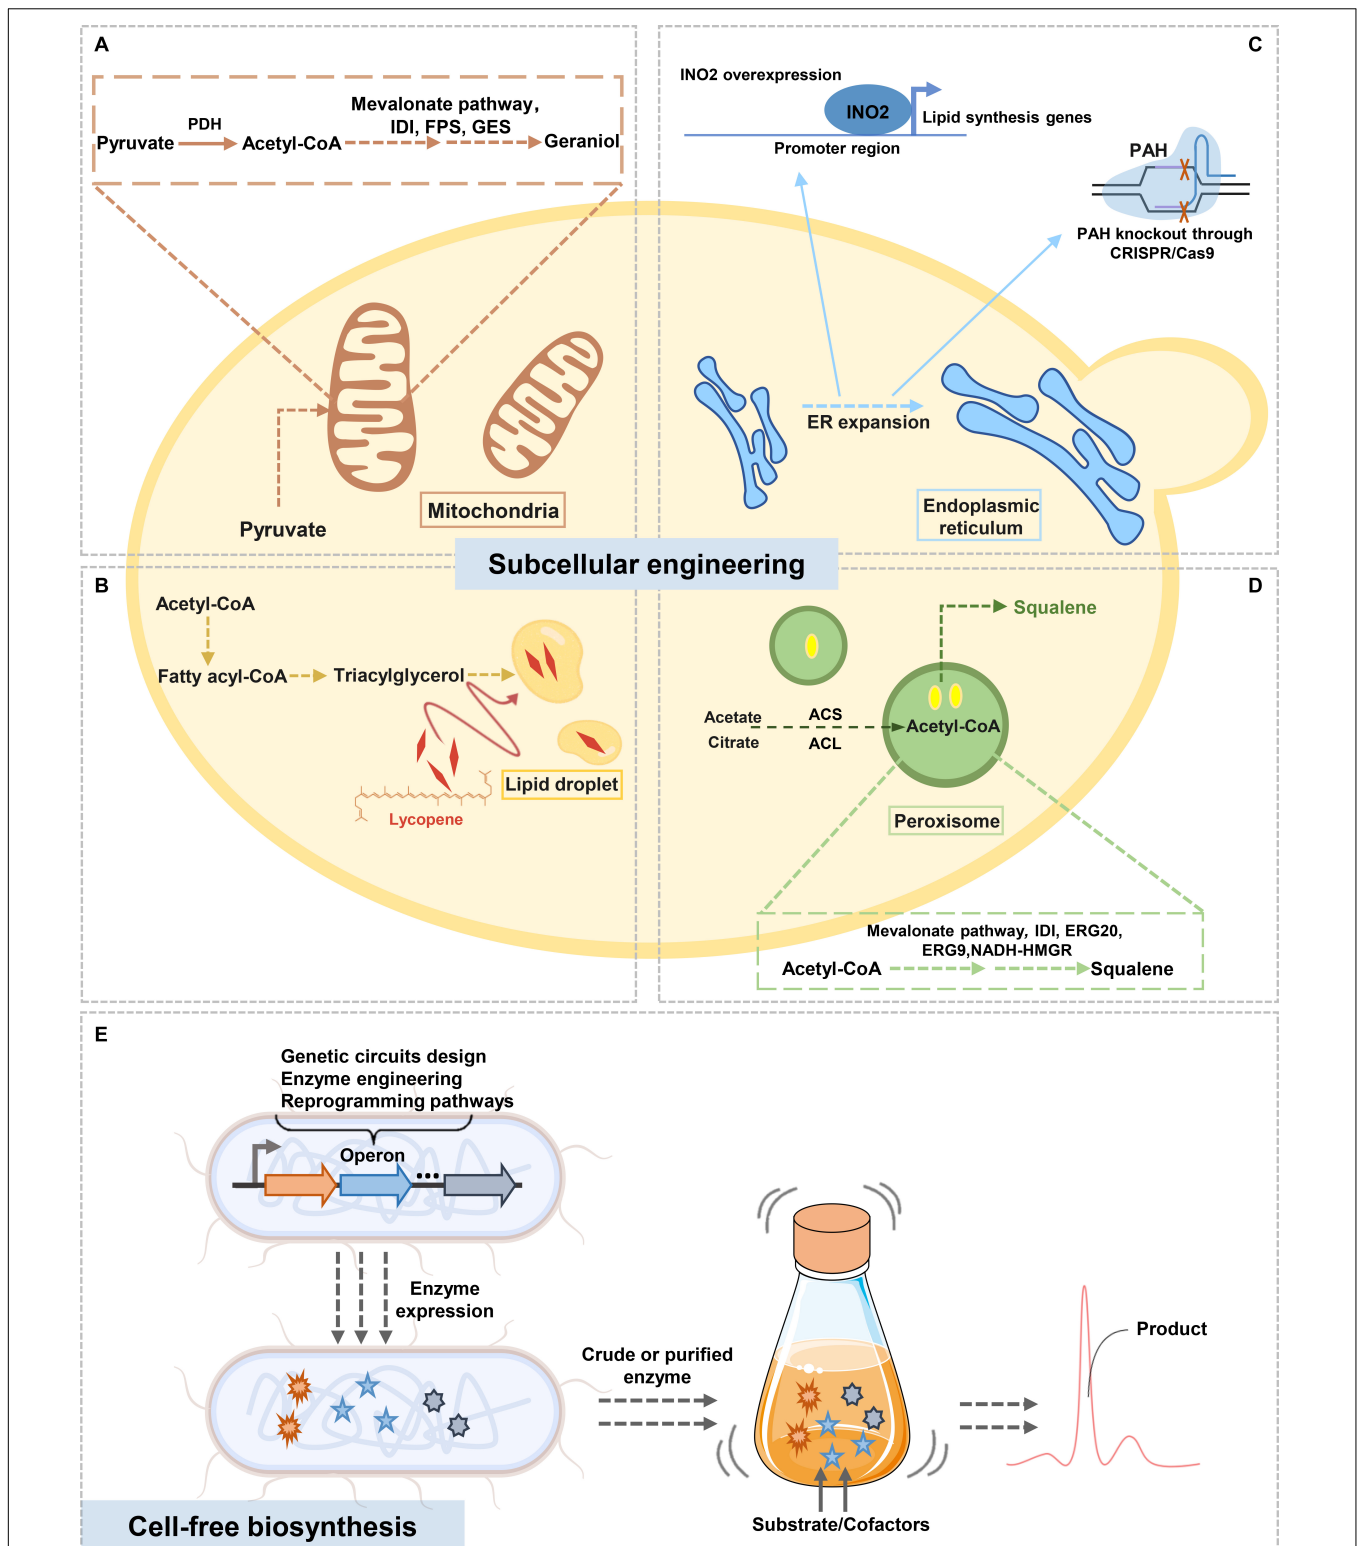 A
Mevalonate pathway,
IDI, FPS, GES
PDH
Pyruvate
Acetyl-CoA
Geraniol
Pyruvate
Mitochondria
C
INO2 overexpression
INO2
Lipid synthesis genes
Promoter region
PAH
PAH knockout through
CRISPR/Cas9
ER expansion
Endoplasmic
reticulum
Subcellular engineering
B
Acetyl-CoA
Fatty acyl-CoA
Triacylglycerol
Lipid droplet
Lycopene
D
Squalene
Acetate
ACS
Citrate
ACL
Acetyl-CoA
Peroxisome
Mevalonate pathway, IDI, ERG20,
ERG9,NADH-HMGR
Acetyl-CoA
Squalene
E
Genetic circuits design
Enzyme engineering
Reprogramming pathways
Operon
Enzyme
expression
Crude or purified
enzyme
Product
Substrate/Cofactors
Cell-free biosynthesis